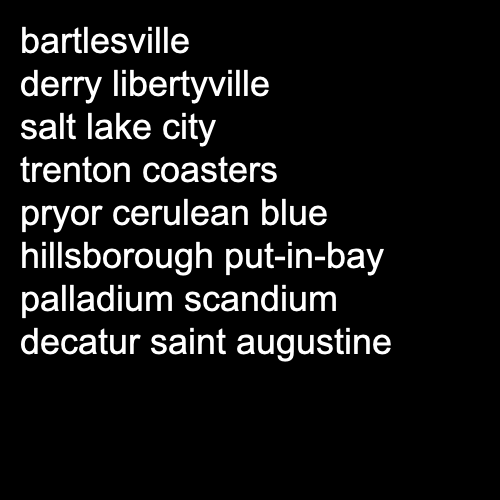 bartlesville
derry libertyville
salt lake city
trenton coasters
pryor cerulean blue
hillsborough put-in-bay
palladium scandium
decatur saint augustine